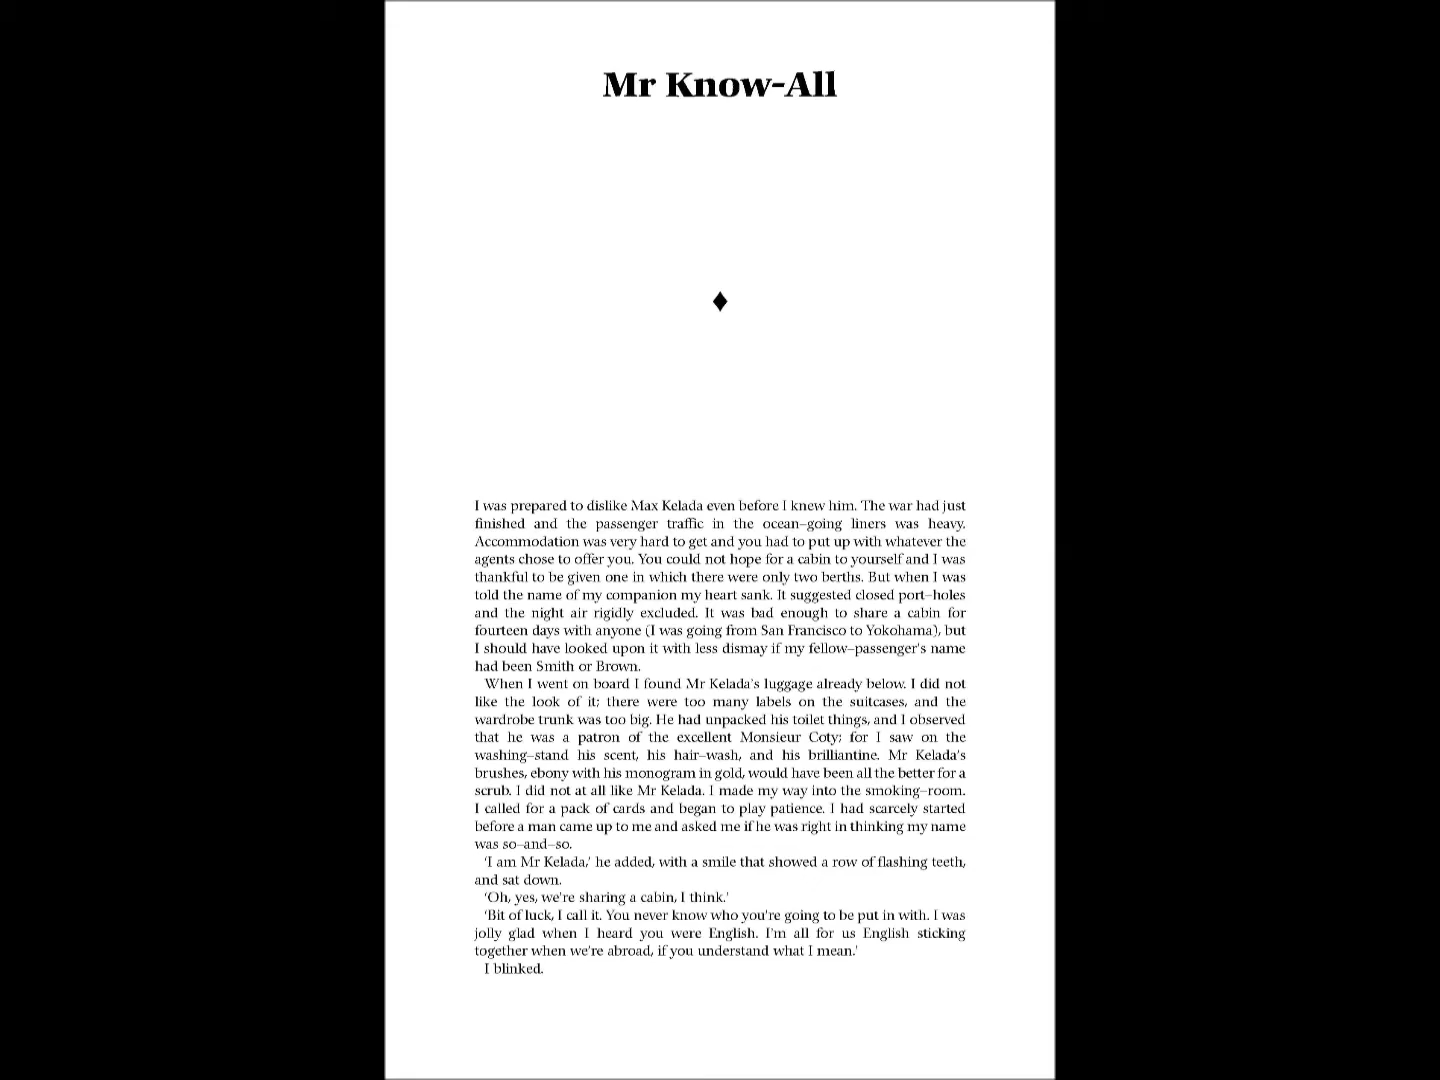 Mr Know-All
♦
I was prepared to dislike Max Kelada even before I knew him. The war had just
finished and the passenger traffic in the ocean–going liners was heavy.
Accommodation was very hard to get and you had to put up with whatever the
agents chose to offer you. You could not hope for a cabin to yourself and I was
thankful to be given one in which there were only two berths. But when I was
told the name of my companion my heart sank. It suggested closed port–holes
and the night air rigidly excluded. It was bad enough to share a cabin for
fourteen days with anyone (I was going from San Francisco to Yokohama), but
I should have looked upon it with less dismay if my fellow–passenger's name
had been Smith or Brown.
When I went on board I found Mr Kelada's luggage already below. I did not
like the look of it; there were too many labels on the suitcases, and the
wardrobe trunk was too big. He had unpacked his toilet things, and I observed
that he was a patron of the excellent Monsieur Coty; for I saw on the
washing–stand his scent, his hair–wash, and his brilliantine. Mr Kelada's
brushes, ebony with his monogram in gold, would have been all the better for a
scrub. I did not at all like Mr Kelada. I made my way into the smoking–room.
I called for a pack of cards and began to play patience. I had scarcely started
before a man came up to me and asked me if he was right in thinking my name
was so–and–so.
'I am Mr Kelada,' he added, with a smile that showed a row of flashing teeth,
and sat down.
'Oh, yes, we're sharing a cabin, I think.'
'Bit of luck, I call it. You never know who you're going to be put in with. I was
jolly glad when I heard you were English. I'm all for us English sticking
together when we're abroad, if you understand what I mean.'
I blinked.